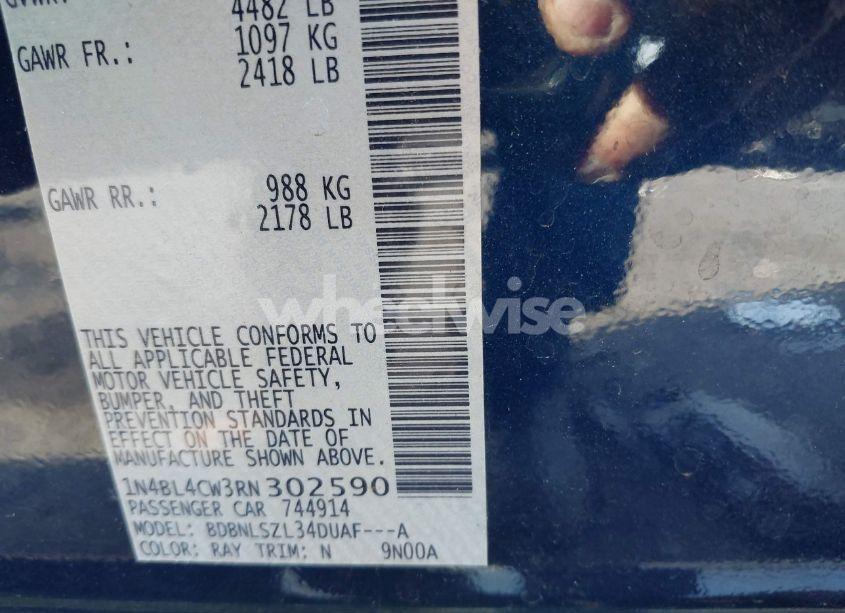 4482 LB
GAWR FR.: 1097 KG
2418 LB
GAWR RR.: 988 KG
2178 LB
wheelwise
THIS VEHICLE CONFORMS TO
ALL APPLICABLE FEDERAL
MOTOR VEHICLE SAFETY,
BUMPER, AND THEFT
PREVENTION STANDARDS IN
EFFECT ON THE DATE OF
MANUFACTURE SHOWN ABOVE.
1N4BL4CW3RN302590
PASSENGER CAR 744914
MODEL: BDBNLSZL34DUAF---A
COLOR: RAY TRIM: N 9N00A